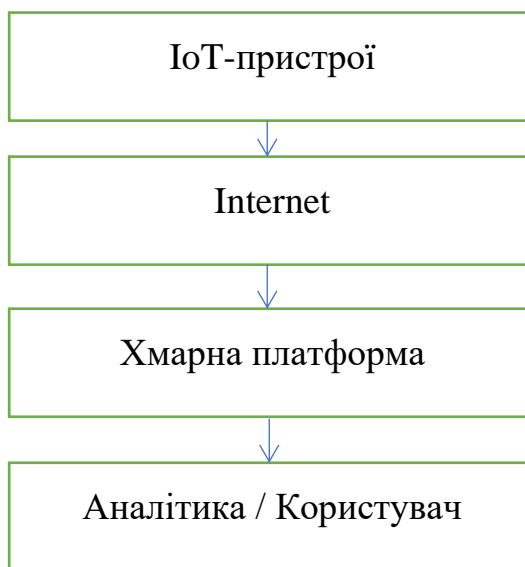 IoT-пристрої
Internet
Хмарна платформа
Аналітика / Користувач